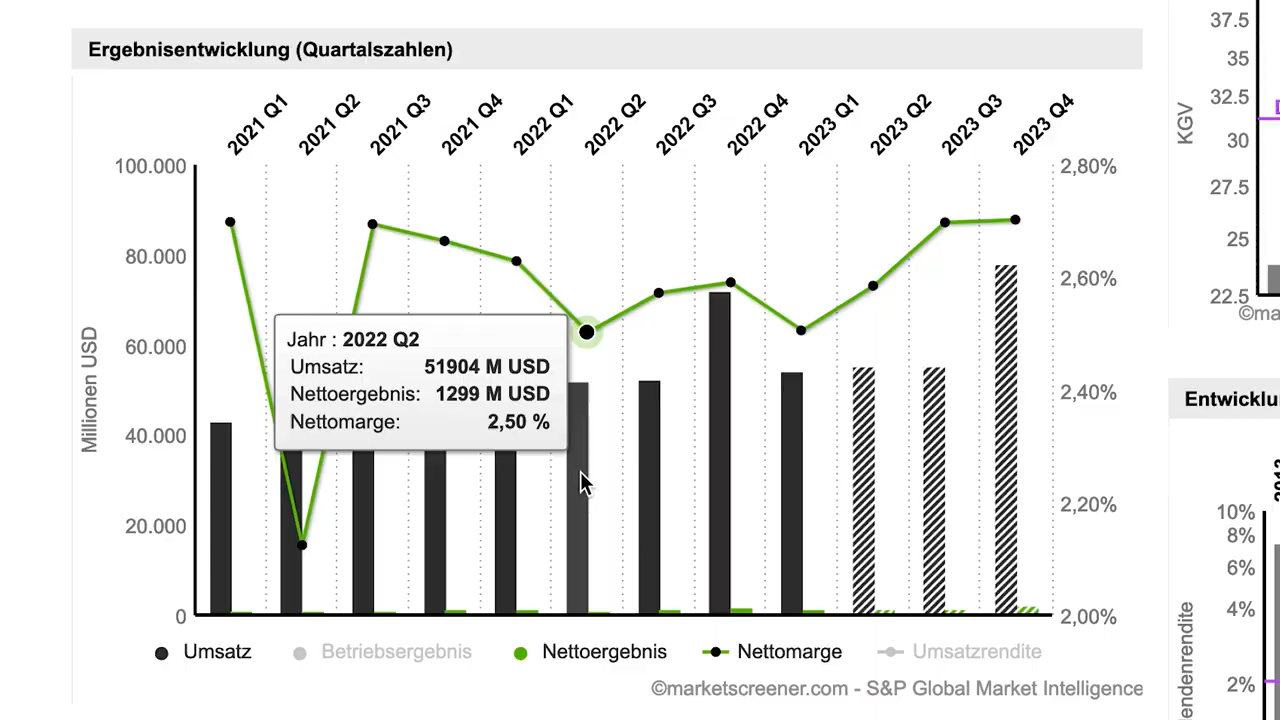 Ergebnisentwicklung (Quartalszahlen)
2021 Q1
2021 Q2
2021 Q3
2021 Q4
2022 Q1
2022 Q2
2022 Q3
2022 Q4
2023 Q1
2023 Q2
2023 Q3
2023 Q4
100.000
80.000
60.000
40.000
20.000
0
Millionen USD
2,80%
2,60%
2,40%
2,20%
2,00%
Jahr : 2022 Q2
Umsatz: 51904 M USD
Nettoergebnis: 1299 M USD
Nettomarge: 2,50 %
Umsatz Betriebsergebnis Nettoergebnis Nettomarge Umsatzrendite
©marketscreener.com - S&P Global Market Intelligence
37.5
35
32.5
30
27.5
25
22.5
KGV
©ma
Entwicklu
10%
8%
6%
4%
2%
endenrendite